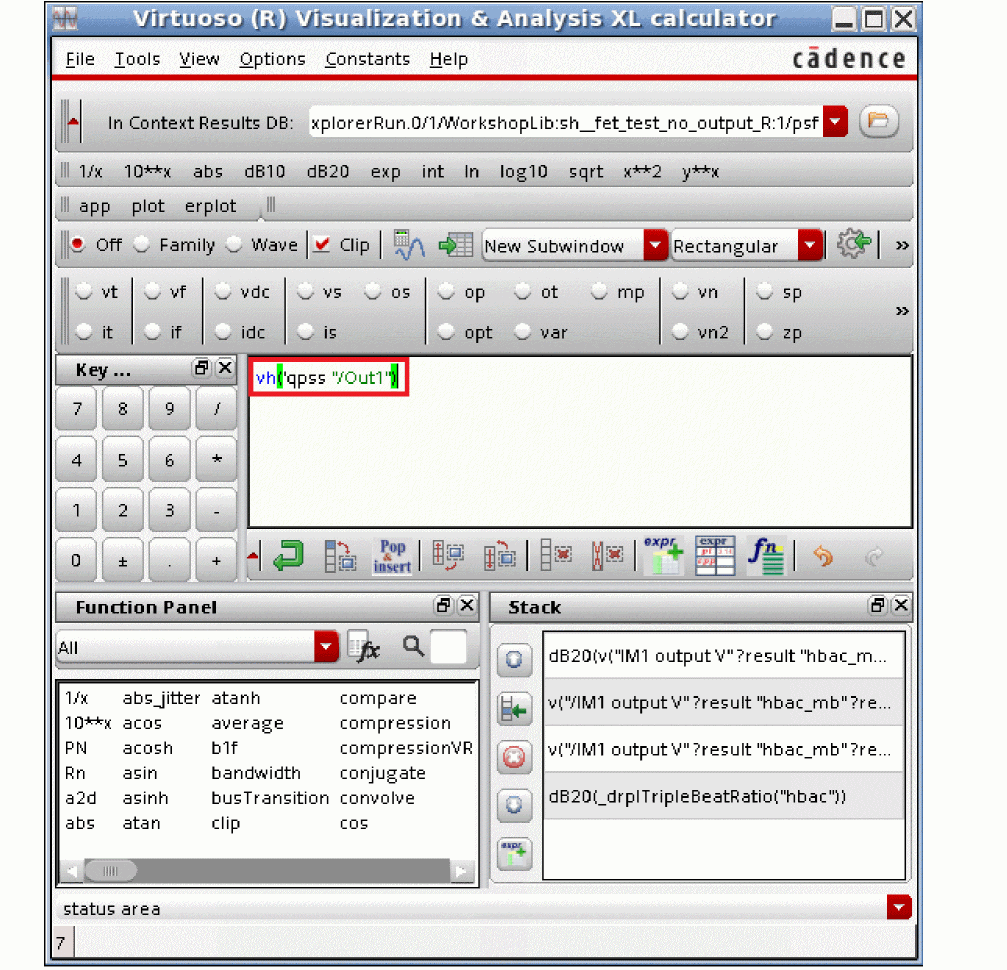 Virtuoso (R) Visualization & Analysis XL calculator
File Tools View Options Constants Help cādence
In Context Results DB: xplorerRun.0/1/WorkshopLib:sh__fet_test_no_output_R:1/psf
1/x 10**x abs dB10 dB20 exp int ln log10 sqrt x**2 y**x
app plot erplot
Off Family Wave Clip New Subwindow Rectangular »
vt vf vdc vs os op ot mp vn sp
it if idc is opt var vn2 zp »
Key ...
vh('qpss "/Out1")
7 8 9 /
4 5 6 *
1 2 3 -
0 ± . +
Pop & insert expr expr fn
Function Panel
All fx
1/x abs_jitter atanh compare
10**x acos average compression
PN acosh b1f compressionVR
Rn asin bandwidth conjugate
a2d asinh busTransition convolve
abs atan clip cos
Stack
dB20(v("IM1 output V" ?result "hbac_m...
v("/IM1 output V" ?result "hbac_mb" ?re...
v("/IM1 output V" ?result "hbac_mb" ?re...
dB20(_drplTripleBeatRatio("hbac"))
expr
status area
7